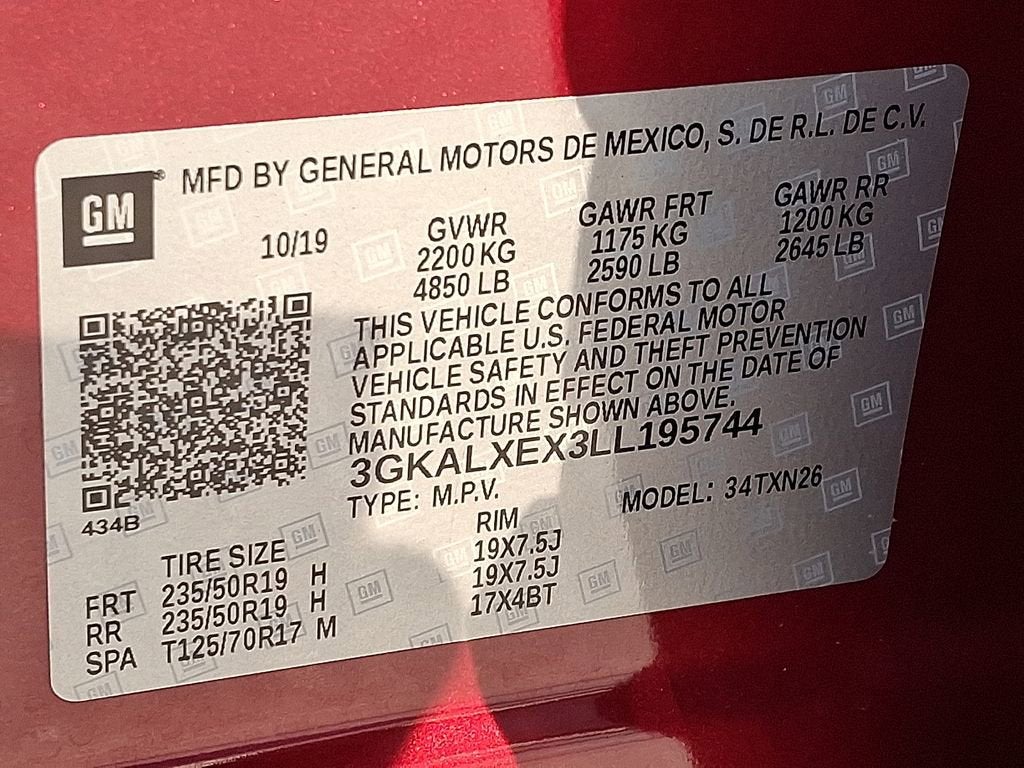 GM
MFD BY GENERAL MOTORS DE MEXICO, S. DE R.L. DE C.V.
10/19
GVWR
2200 KG
4850 LB
GAWR FRT
1175 KG
2590 LB
GAWR RR
1200 KG
2645 LB
THIS VEHICLE CONFORMS TO ALL
APPLICABLE U.S. FEDERAL MOTOR
VEHICLE SAFETY AND THEFT PREVENTION
STANDARDS IN EFFECT ON THE DATE OF
MANUFACTURE SHOWN ABOVE.
3GKALXEX3LL195744
TYPE: M.P.V. MODEL: 34TXN26
434B
TIRE SIZE RIM
FRT 235/50R19 H 19X7.5J
RR 235/50R19 H 19X7.5J
SPA T125/70R17 M 17X4BT